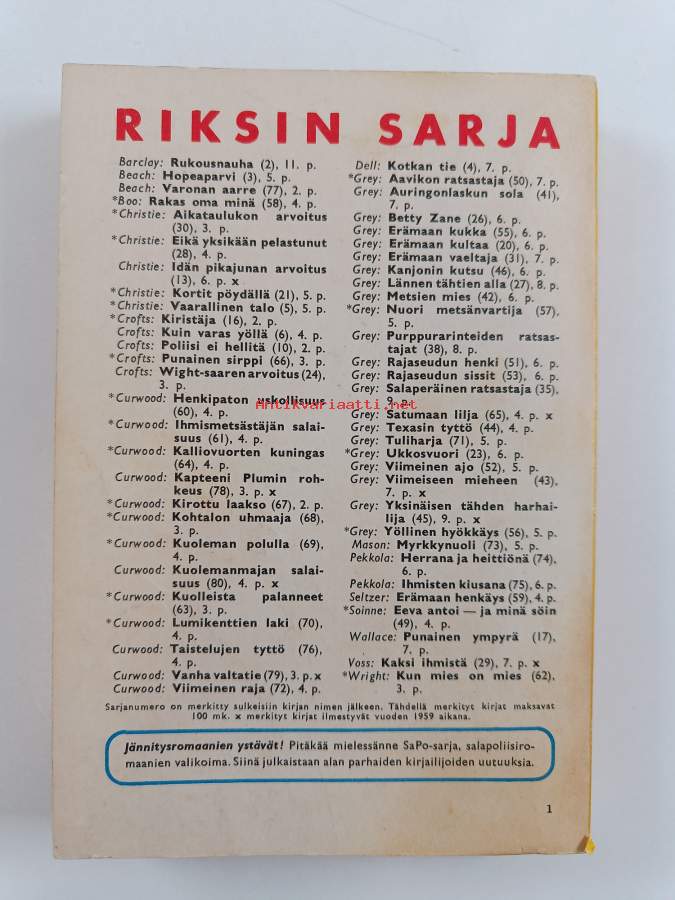 RIKSIN SARJA
Barclay: Rukousnauha (2), 11. p.
Beach: Hopeaparvi (3), 5. p.
Beach: Varonan aarre (77), 2. p.
*Boo: Rakas oma minä (58), 4. p.
*Christie: Aikataulukon arvoitus
(30), 3. p.
*Christie: Eikä yksikään pelastunut
(28), 4. p.
Christie: Idän pikajunan arvoitus
(13), 6. p. x
*Christie: Kortit pöydällä (21), 5. p.
*Christie: Vaarallinen talo (5), 5. p.
*Crofts: Kiristäjä (16), 2. p.
Crofts: Kuin varas yöllä (6), 4. p.
Crofts: Poliisi ei hellitä (10), 2. p.
*Crofts: Punainen sirppi (66), 3. p.
Crofts: Wight-saaren arvoitus (24),
3. p.
*Curwood: Henkipaton uskollisuus
(60), 4. p.
*Curwood: Ihmismetsästäjän salai-
suus (61), 4. p.
*Curwood: Kalliovuorten kuningas
(64), 4. p.
Curwood: Kapteeni Plumin roh-
keus (78), 3. p. x
*Curwood: Kirottu laakso (67), 2. p.
*Curwood: Kohtalon uhmaaja (68),
3. p.
*Curwood: Kuoleman polulla (69),
4. p.
Curwood: Kuolemanmajan salai-
suus (80), 4. p. x
*Curwood: Kuolleista palanneet
(63), 3. p.
*Curwood: Lumikenttien laki (70),
4. p.
Curwood: Taistelujen tyttö (76),
4. p.
Curwood: Vanha valtatie (79), 3. p. x
Curwood: Viimeinen raja (72), 4. p.
Dell: Kotkan tie (4), 7. p.
*Grey: Aavikon ratsastaja (50), 7. p.
Grey: Auringonlaskun sola (41),
7. p.
Grey: Betty Zane (26), 6. p.
Grey: Erämaan kukka (55), 6. p.
Grey: Erämaan kultaa (20), 6. p.
Grey: Erämaan vaeltaja (31), 7. p.
Grey: Kanjonin kutsu (46), 6. p.
Grey: Lännen tähtien alla (27), 8. p.
Grey: Metsien mies (42), 6. p.
*Grey: Nuori metsänvartija (57),
5. p.
Grey: Purppurarinteiden ratsas-
tajat (38), 8. p.
Grey: Rajaseudun henki (51), 6. p.
Grey: Rajaseudun sissit (53), 6. p.
Grey: Salaperäinen ratsastaja (35),
9. p.
Grey: Satumaan lilja (65), 4. p. x
Grey: Texasin tyttö (44), 4. p.
Grey: Tuliharja (71), 5. p.
*Grey: Ukkosvuori (23), 6. p.
Grey: Viimeinen ajo (52), 5. p.
Grey: Viimeiseen mieheen (43),
7. p. x
Grey: Yksinäisen tähden harhai-
lija (45), 9. p. x
*Grey: Yöllinen hyökkäys (56), 5. p.
Mason: Myrkkynuoli (73), 5. p.
Pekkola: Herrana ja heittiönä (74),
6. p.
Pekkola: Ihmisten kiusana (75), 6. p.
Seltzer: Erämaan henkäys (59), 4. p.
*Soinne: Eeva antoi — ja minä söin
(49), 4. p.
Wallace: Punainen ympyrä (17),
7. p.
Voss: Kaksi ihmistä (29), 7. p. x
*Wright: Kun mies on mies (62),
3. p.
Antikvariaatti.net
Sarjanumero on merkitty sulkeisiin kirjan nimen jälkeen. Tähdellä merkityt kirjat maksavat
100 mk. x merkityt kirjat ilmestyvät vuoden 1959 aikana.
Jännitysromaanien ystävät! Pitäkää mielessänne SaPo-sarja, salapoliisiro-
maanien valikoima. Siinä julkaistaan alan parhaiden kirjailijoiden uutuuksia.
1